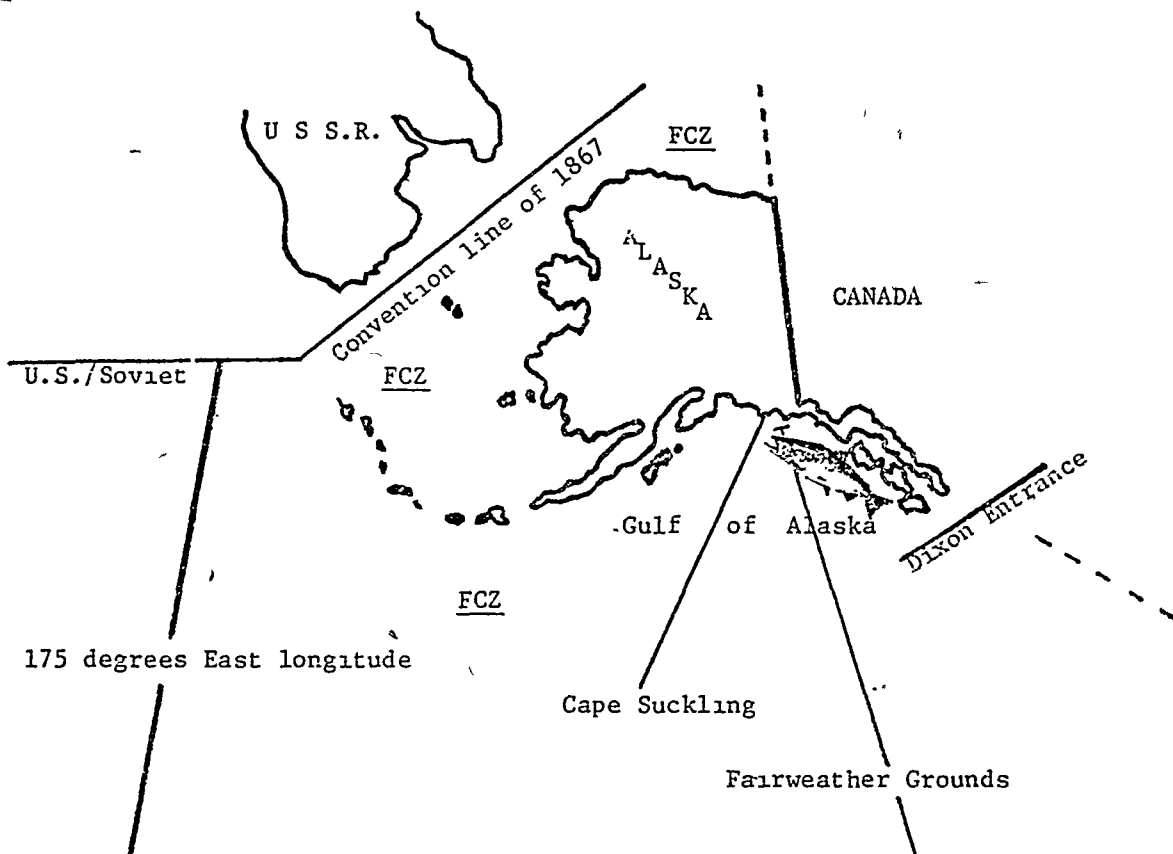 U S S.R.
FCZ
Convention line of 1867
ALASKA
CANADA
U.S./Soviet
FCZ
Gulf of Alaska
Dixon Entrance
FCZ
175 degrees East longitude
Cape Suckling
Fairweather Grounds